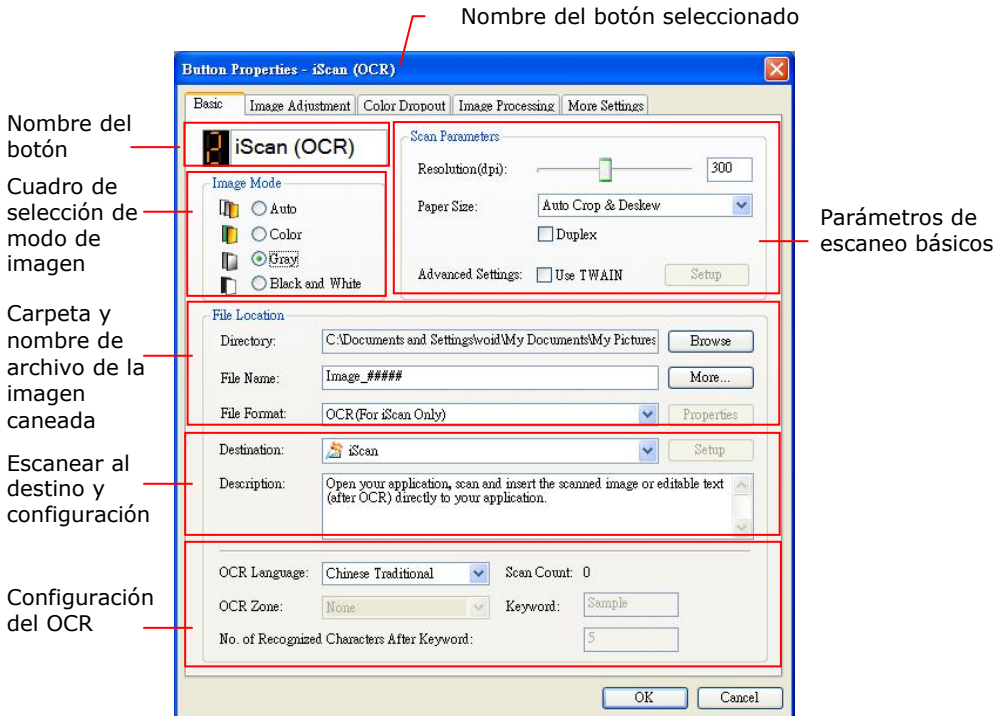 Nombre del botón seleccionado
Button Properties - iScan (OCR)
Basic Image Adjustment Color Dropout Image Processing More Settings
Nombre del
botón
2 iScan (OCR)
Cuadro de
selección de
modo de
imagen
Image Mode
Auto
Color
Gray
Black and White
Scan Parameters
Resolution(dpi): 300
Paper Size: Auto Crop & Deskew
Duplex
Advanced Settings: Use TWAIN Setup
Parámetros de
escaneo básicos
Carpeta y
nombre de
archivo de la
imagen
caneada
File Location
Directory: C:\Documents and Settings\void\My Documents\My Pictures Browse
File Name: Image_##### More...
File Format: OCR(For iScan Only) Properties
Escanear al
destino y
configuración
Destination: iScan Setup
Description: Open your application, scan and insert the scanned image or editable text
(after OCR) directly to your application.
Configuración
del OCR
OCR Language: Chinese Traditional Scan Count: 0
OCR Zone: None Keyword: Sample
No. of Recognized Characters After Keyword: 5
OK Cancel